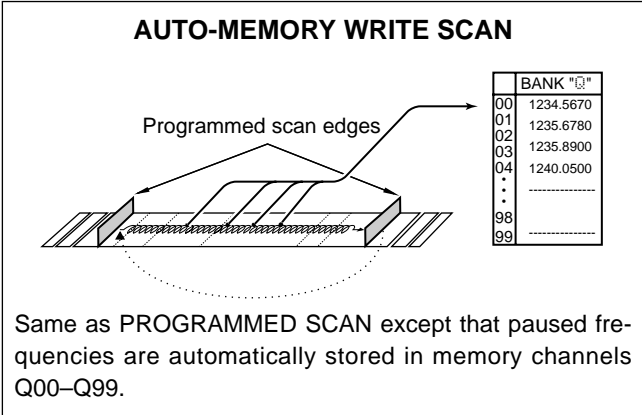 AUTO-MEMORY WRITE SCAN
Programmed scan edges
BANK "Q"
00 1234.5670
01 1235.6780
02 1235.8900
03 1240.0500
04
98
99
Same as PROGRAMMED SCAN except that paused fre-
quencies are automatically stored in memory channels
Q00–Q99.